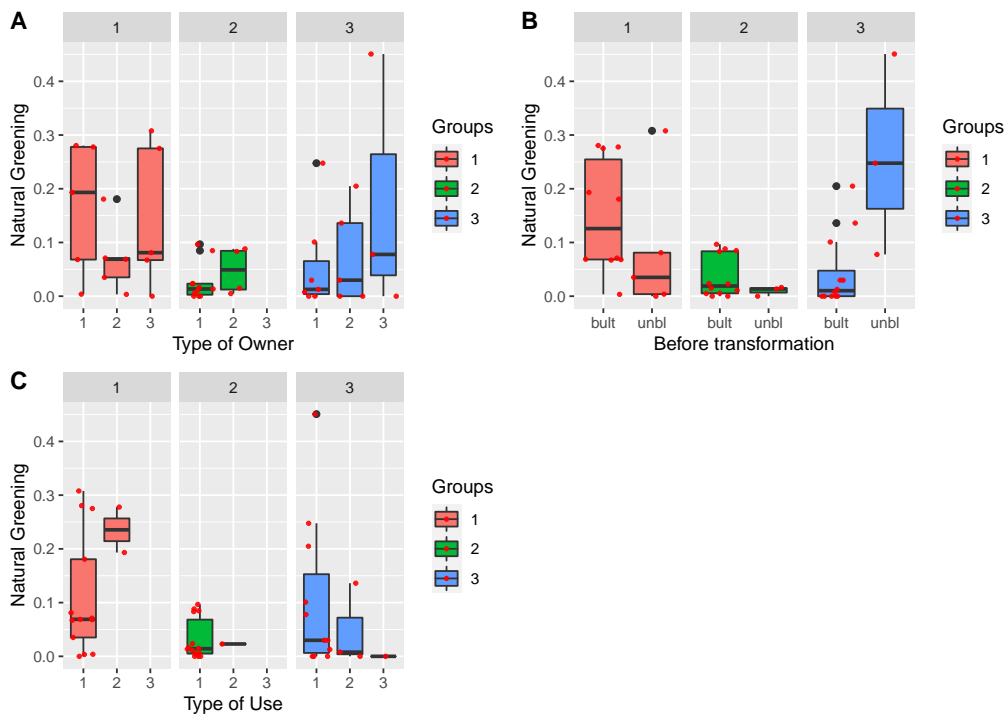 A
1 2 3
Natural Greening
0.4
0.3
0.2
0.1
0.0
1 2 3 1 2 3 1 2 3
Type of Owner
Groups
1
2
3
B
1 2 3
Natural Greening
0.4
0.3
0.2
0.1
0.0
bult unbl bult unbl bult unbl
Before transformation
Groups
1
2
3
C
1 2 3
Natural Greening
0.4
0.3
0.2
0.1
0.0
1 2 3 1 2 3 1 2 3
Type of Use
Groups
1
2
3